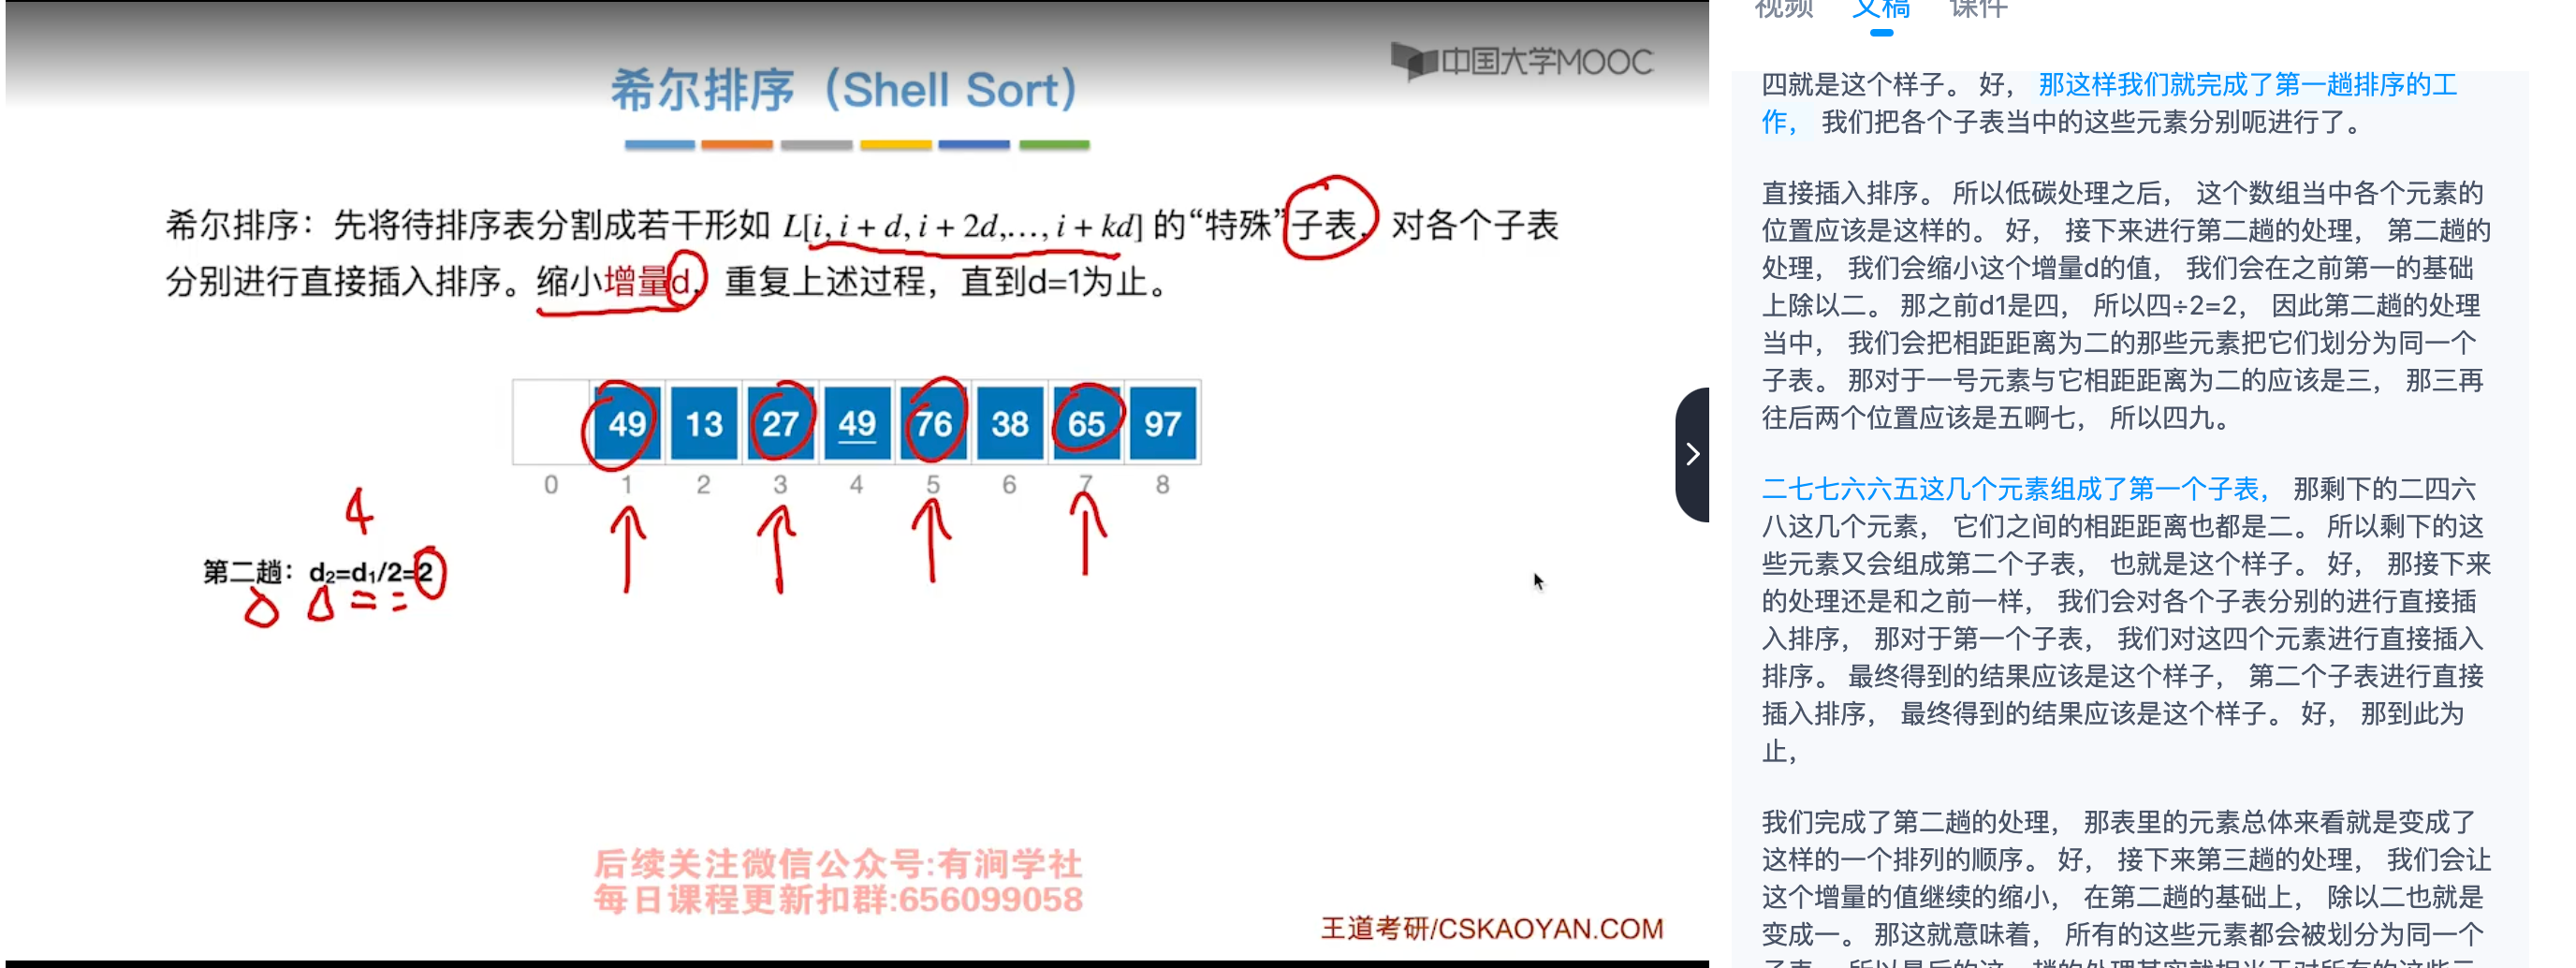 中国大学MOOC
希尔排序（Shell Sort）
希尔排序：先将待排序表分割成若干形如 L[i, i + d, i + 2d,…, i + kd] 的“特殊”子表，对各个子表
分别进行直接插入排序。缩小增量d，重复上述过程，直到d=1为止。
49 13 27 49 76 38 65 97
0 1 2 3 4 5 6 7 8
4
第二趟：d₂=d₁/2=2
后续关注微信公众号:有涧学社
每日课程更新扣群:656099058
王道考研/CSKAOYAN.COM
视频 文稿 课件
四就是这个样子。 好， 那这样我们就完成了第一趟排序的工
作， 我们把各个子表当中的这些元素分别呃进行了。
直接插入排序。 所以低碳处理之后， 这个数组当中各个元素的
位置应该是这样的。 好， 接下来进行第二趟的处理， 第二趟的
处理， 我们会缩小这个增量d的值， 我们会在之前第一的基础
上除以二。 那之前d1是四， 所以四÷2=2， 因此第二趟的处理
当中， 我们会把相距距离为二的那些元素把它们划分为同一个
子表。 那对于一号元素与它相距距离为二的应该是三， 那三再
往后两个位置应该是五啊七， 所以四九。
二七七六六五这几个元素组成了第一个子表， 那剩下的二四六
八这几个元素， 它们之间的相距距离也都是二。 所以剩下的这
些元素又会组成第二个子表， 也就是这个样子。 好， 那接下来
的处理还是和之前一样， 我们会对各个子表分别的进行直接插
入排序， 那对于第一个子表， 我们对这四个元素进行直接插入
排序。 最终得到的结果应该是这个样子， 第二个子表进行直接
插入排序， 最终得到的结果应该是这个样子。 好， 那到此为
止，
我们完成了第二趟的处理， 那表里的元素总体来看就是变成了
这样的一个排列的顺序。 好， 接下来第三趟的处理， 我们会让
这个增量的值继续的缩小， 在第二趟的基础上， 除以二也就是
变成一。 那这就意味着， 所有的这些元素都会被划分为同一个
子表， 所以最后的这一趟的处理其实就相当于对所有的这些元